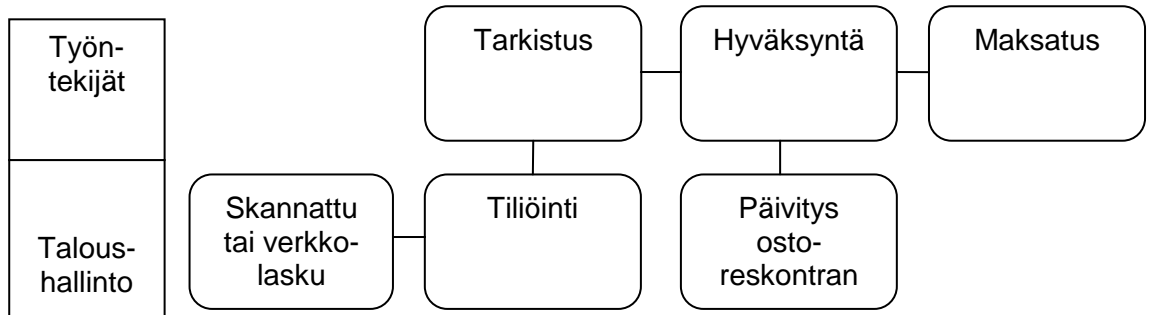 Työn-
tekijät
Tarkistus
Hyväksyntä
Maksatus
Talous-
hallinto
Skannattu
tai verkko-
lasku
Tiliöinti
Päivitys
osto-
reskontran